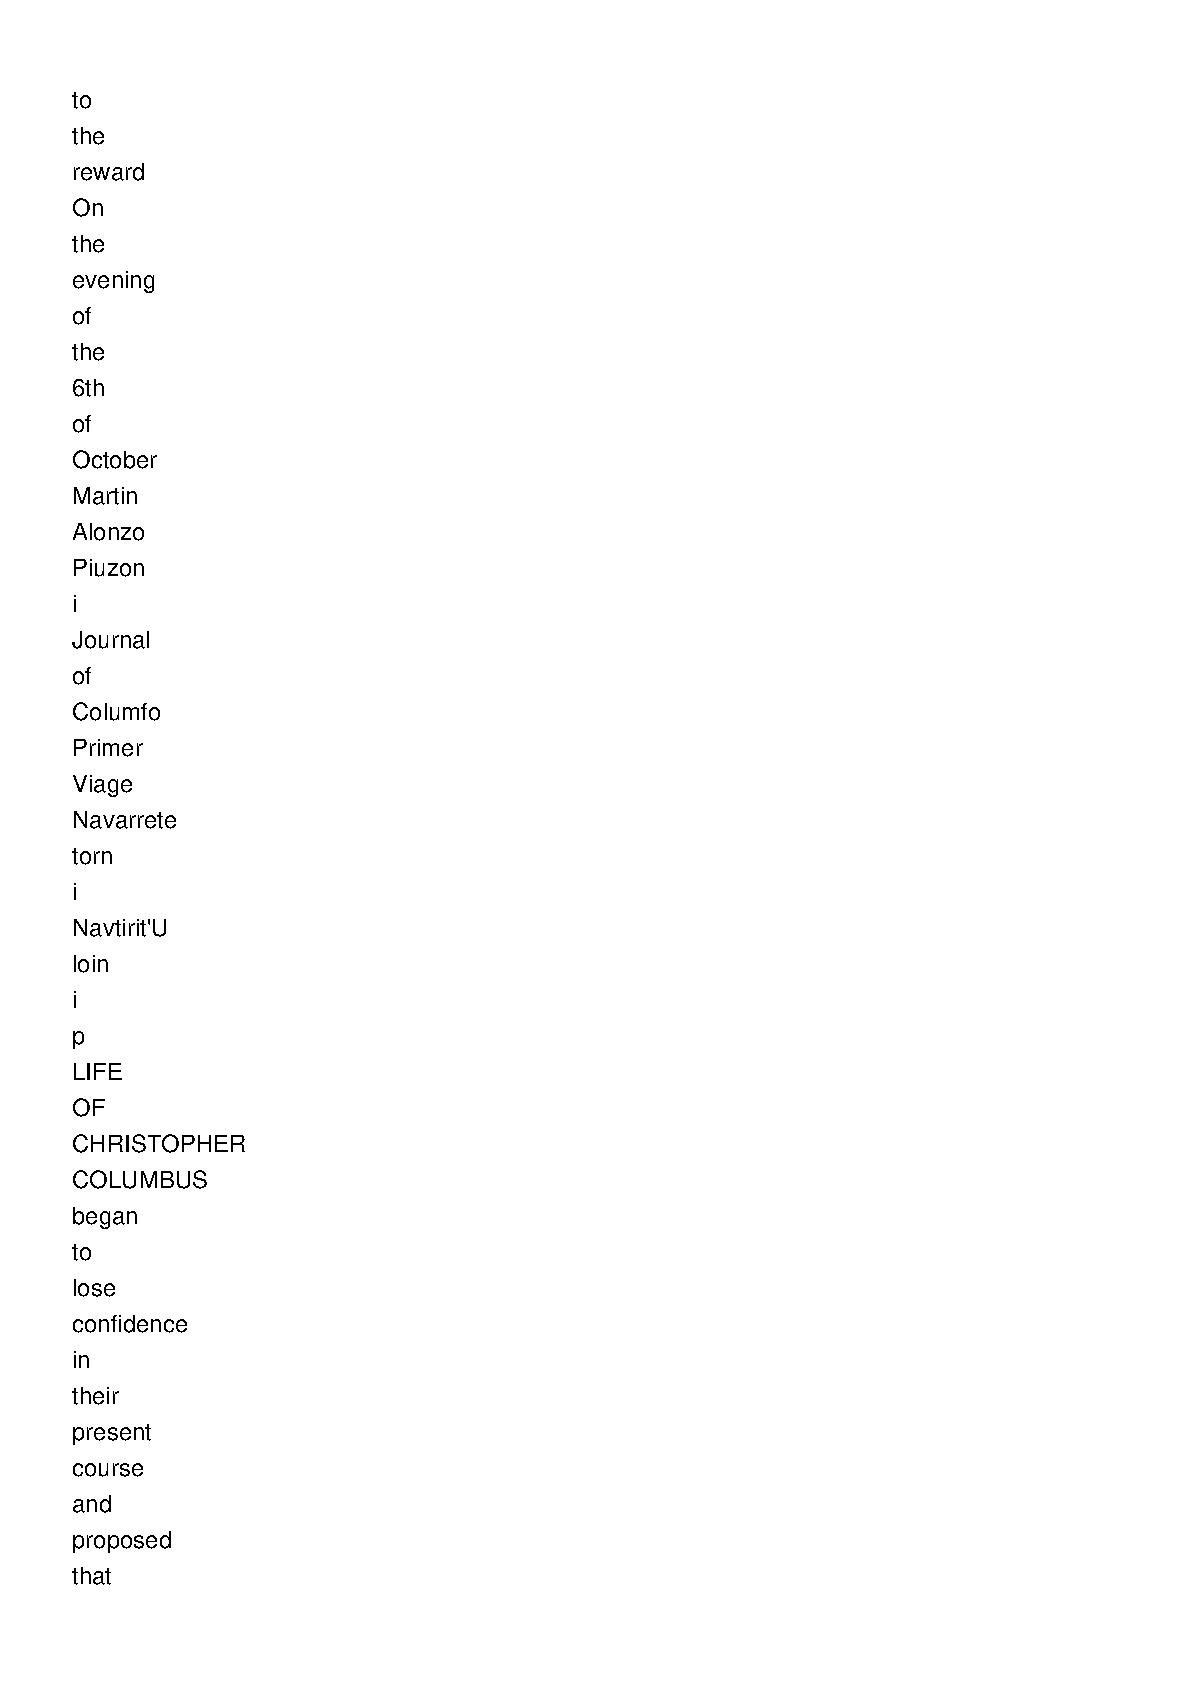 to
the
reward
On
the
evening
of
the
6th
of
October
Martin
Alonzo
Piuzon
i
Journal
of
Columfo
Primer
Viage
Navarrete
torn
i
Navtirit'U
loin
i
p
LIFE
OF
CHRISTOPHER
COLUMBUS
began
to
lose
confidence
in
their
present
course
and
proposed
that